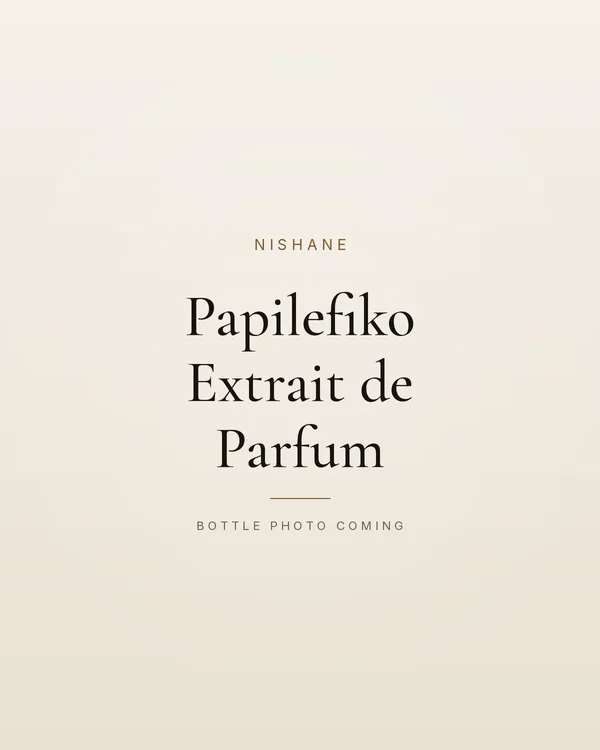 NISHANE
Papilefiko
Extrait de
Parfum
BOTTLE PHOTO COMING